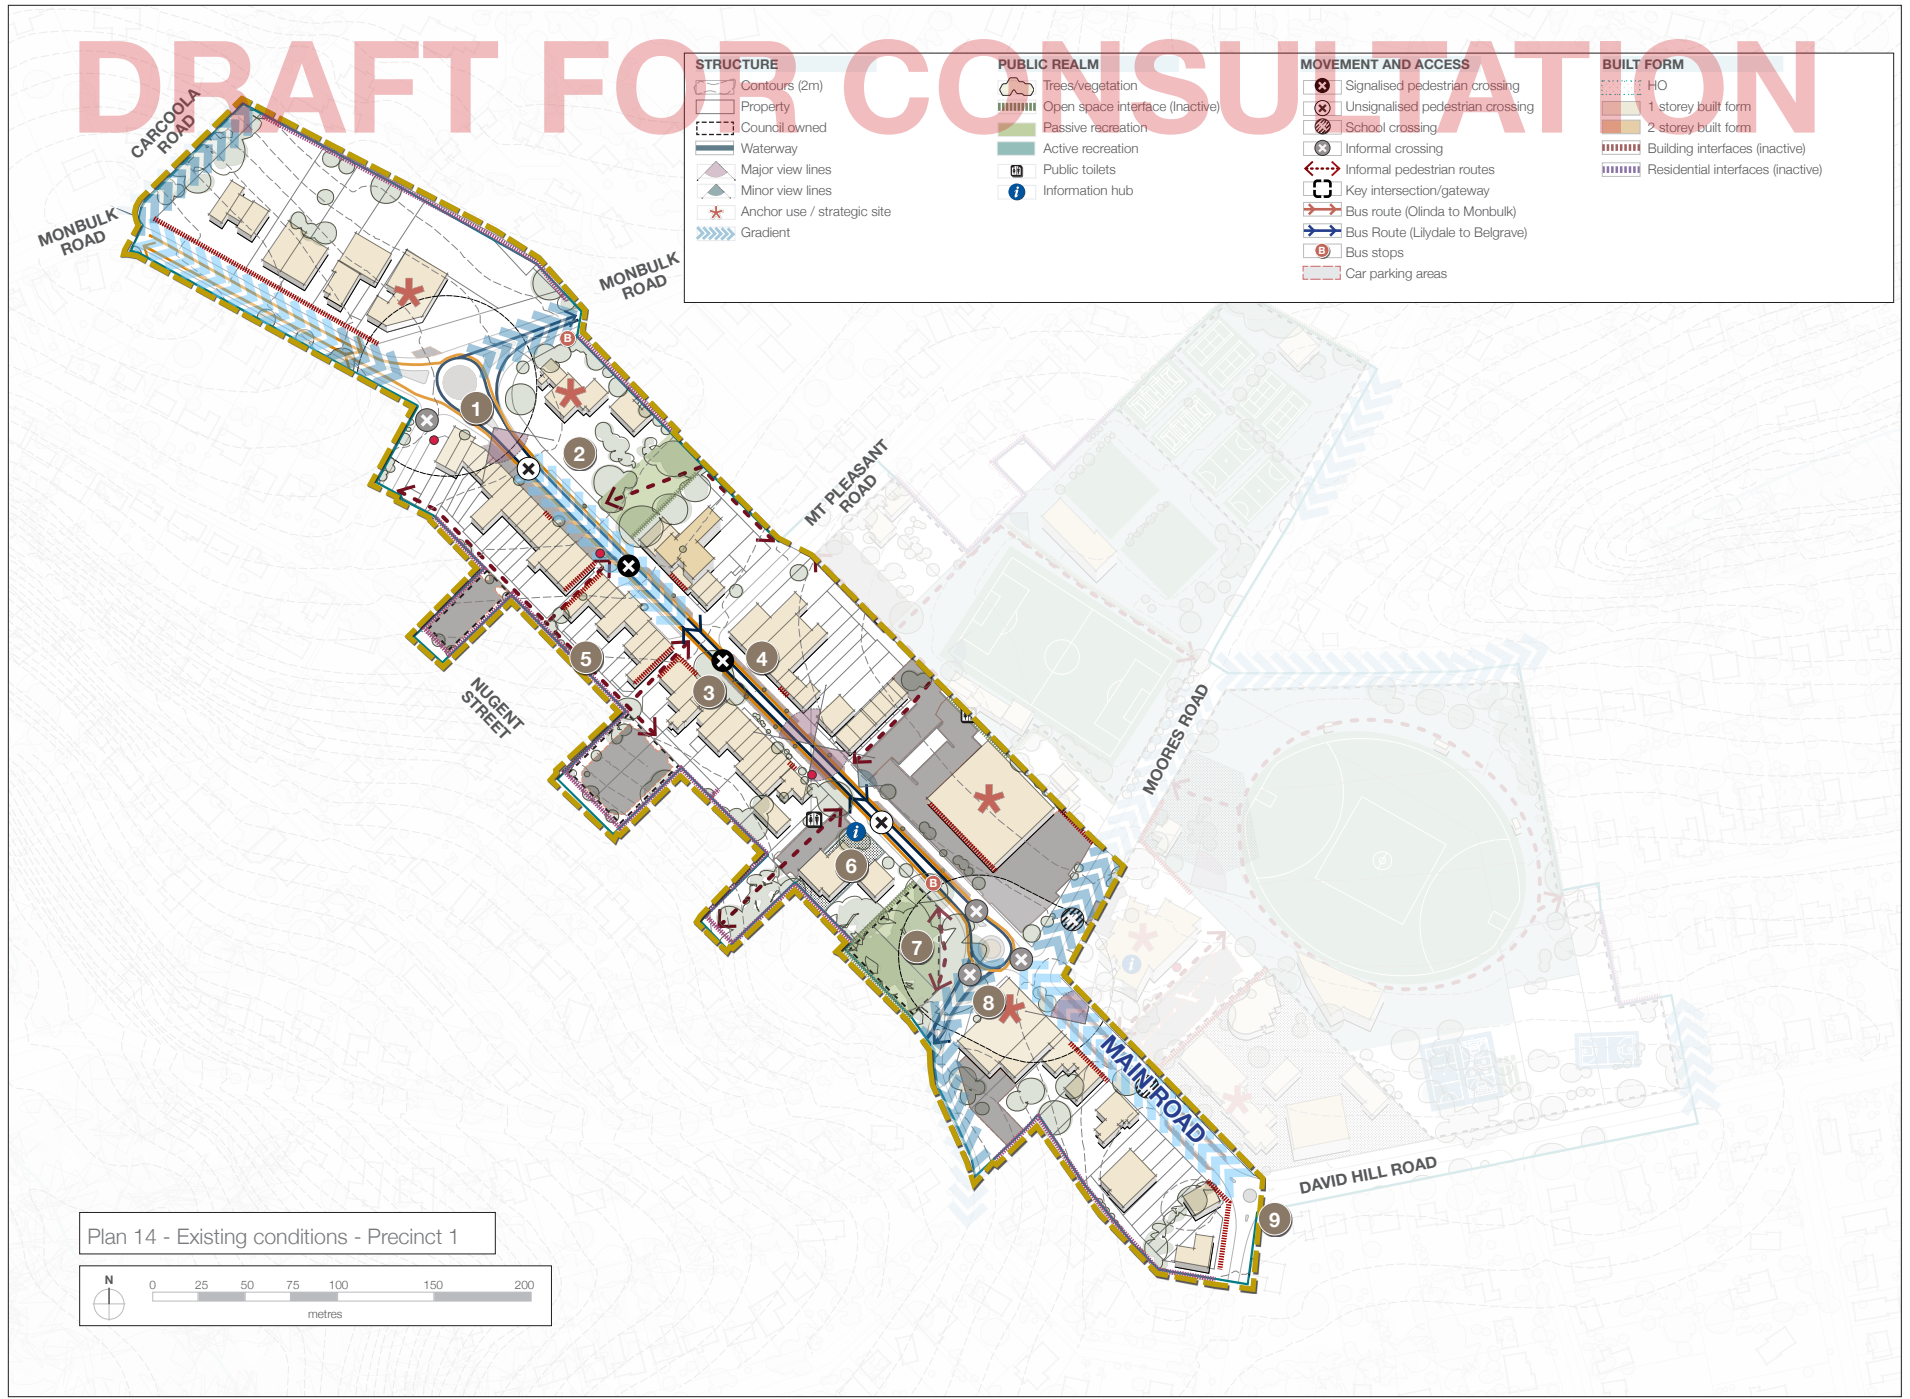 DRAFT FOR CONSULTATION
STRUCTURE
Contours (2m)
Property
Council owned
Waterway
Major view lines
Minor view lines
Anchor use / strategic site
Gradient
PUBLIC REALM
Trees/vegetation
Open space interface (Inactive)
Passive recreation
Active recreation
Public toilets
i Information hub
MOVEMENT AND ACCESS
Signalised pedestrian crossing
Unsignalised pedestrian crossing
School crossing
Informal crossing
Informal pedestrian routes
Key intersection/gateway
Bus route (Olinda to Monbulk)
Bus Route (Lilydale to Belgrave)
B Bus stops
Car parking areas
BUILT FORM
HO
1 storey built form
2 storey built form
Building interfaces (inactive)
Residential interfaces (inactive)
CARCOOLA
ROAD
MONBULK
ROAD
MONBULK
ROAD
B
1
2
MT PLEASANT
ROAD
5
4
3
NUGENT
STREET
MOORES ROAD
i
6
B
7
i
8
MAIN ROAD
DAVID HILL ROAD
9
Plan 14 - Existing conditions - Precinct 1
N
0 25 50 75 100 150 200
metres